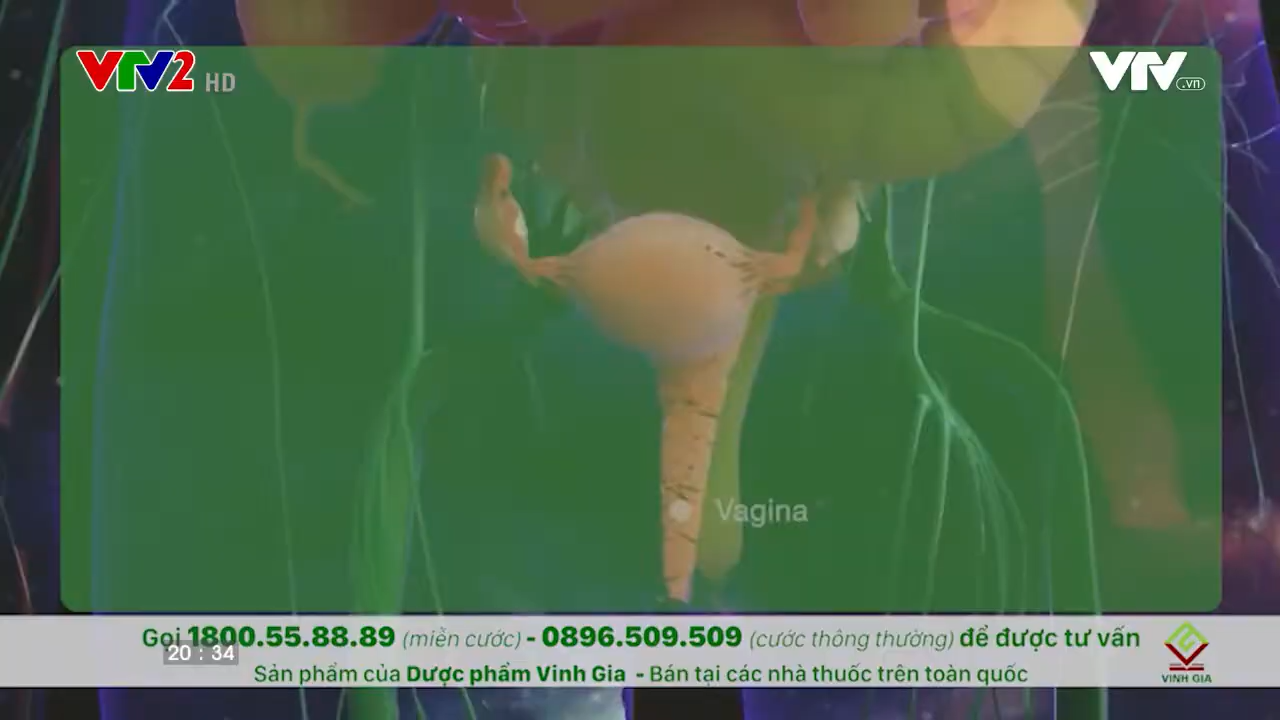 VTV2 HD
VTV.vn
Vagina
Gọi 1800.55.88.89 (miễn cước) - 0896.509.509 (cước thông thường) để được tư vấn
20 : 34
Sản phẩm của Dược phẩm Vinh Gia - Bán tại các nhà thuốc trên toàn quốc
VINH GIA